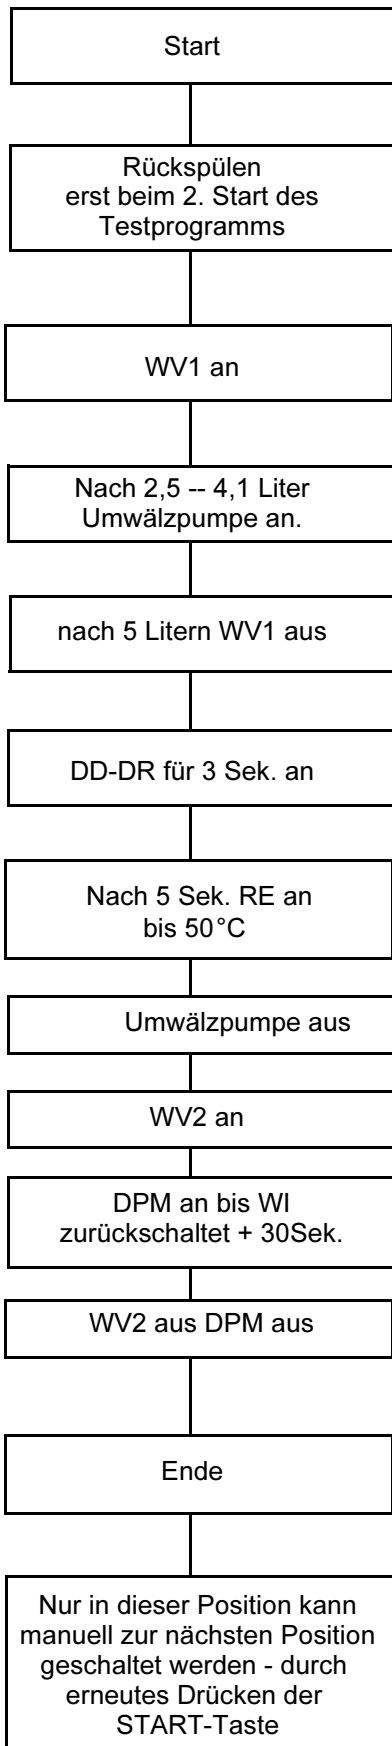 Start
Rückspülen
erst beim 2. Start des
Testprogramms
WV1 an
Nach 2,5 -- 4,1 Liter
Umwälzpumpe an.
nach 5 Litern WV1 aus
DD-DR für 3 Sek. an
Nach 5 Sek. RE an
bis 50°C
Umwälzpumpe aus
WV2 an
DPM an bis WI
zurückschaltet + 30Sek.
WV2 aus DPM aus
Ende
Nur in dieser Position kann
manuell zur nächsten Position
geschaltet werden - durch
erneutes Drücken der
START-Taste